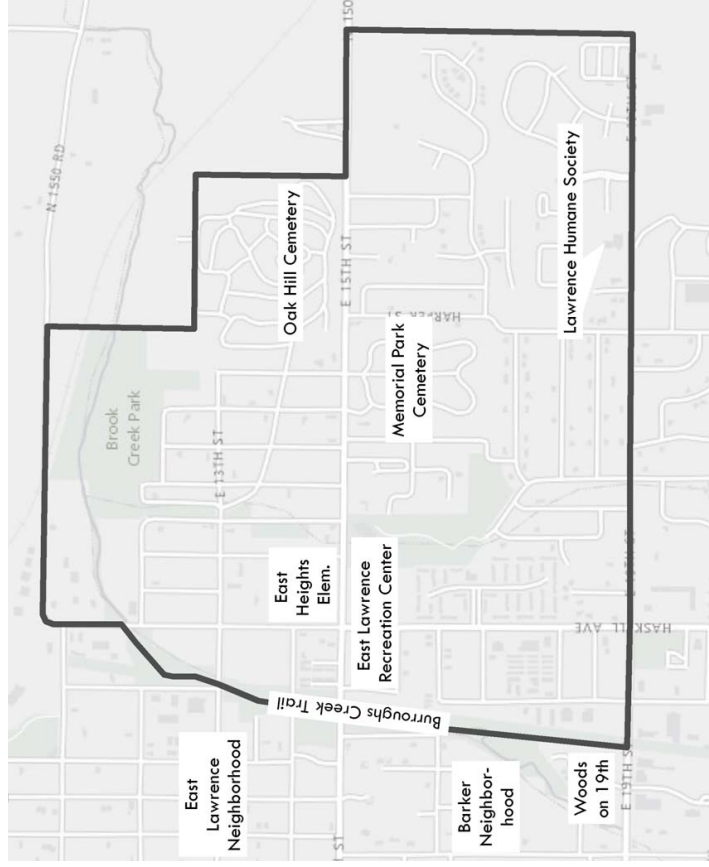 N 1550 RD
N 150
Brook
Creek Park
Oak Hill Cemetery
E 13TH ST
E 15TH ST
East
Heights
Elem.
Memorial Park
Cemetery
East Lawrence
Recreation Center
Lawrence Humane Society
HASKELL AVE
Burroughs Creek Trail
East
Lawrence
Neighborhood
Barker
Neighbor-
hood
Woods
on 19th
E 19TH ST
ST